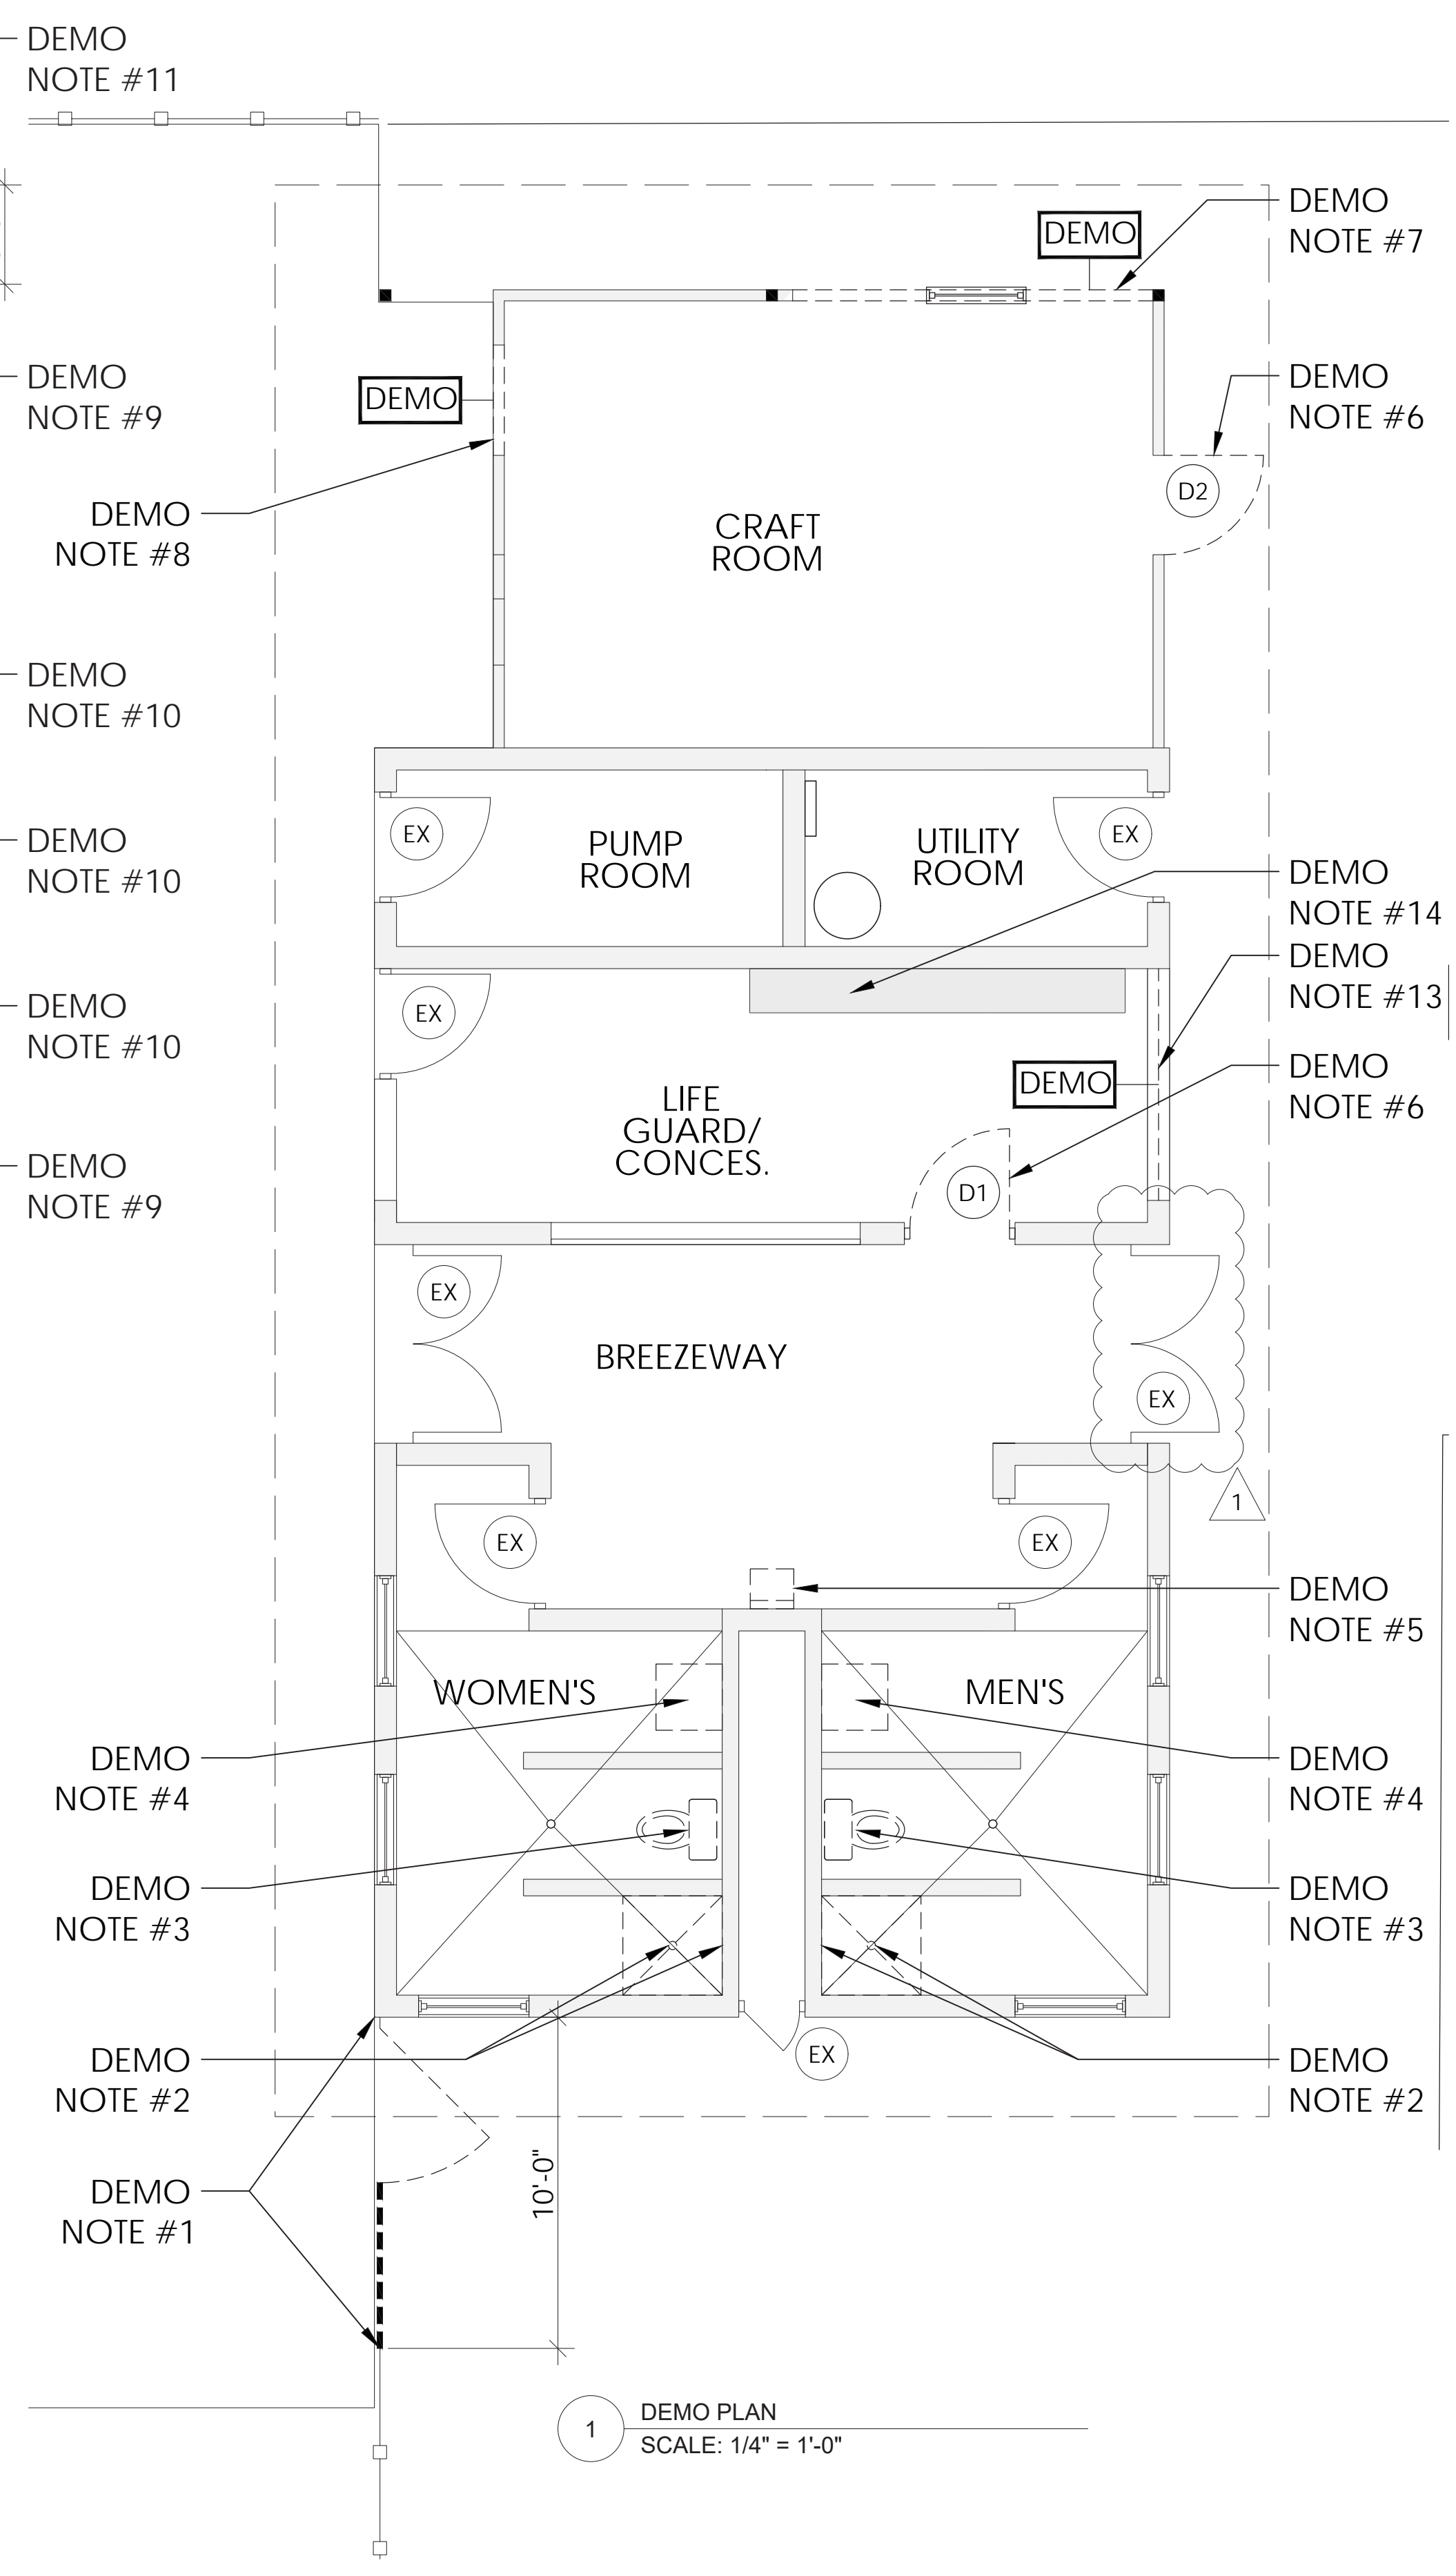 DEMO
NOTE #11
DEMO
NOTE #7
DEMO
DEMO
NOTE #9
DEMO
DEMO
NOTE #6
D2
DEMO
NOTE #8
CRAFT
ROOM
DEMO
NOTE #10
DEMO
NOTE #10
EX
PUMP
ROOM
UTILITY
ROOM
EX
DEMO
NOTE #14
DEMO
NOTE #13
DEMO
NOTE #10
EX
LIFE
GUARD/
CONCES.
DEMO
DEMO
NOTE #6
D1
DEMO
NOTE #9
EX
BREEZEWAY
EX
1
EX
EX
DEMO
NOTE #5
WOMEN'S
MEN'S
DEMO
NOTE #4
DEMO
NOTE #4
DEMO
NOTE #3
DEMO
NOTE #3
DEMO
NOTE #2
EX
DEMO
NOTE #2
DEMO
NOTE #1
10'-0"
1
DEMO PLAN
SCALE: 1/4" = 1'-0"